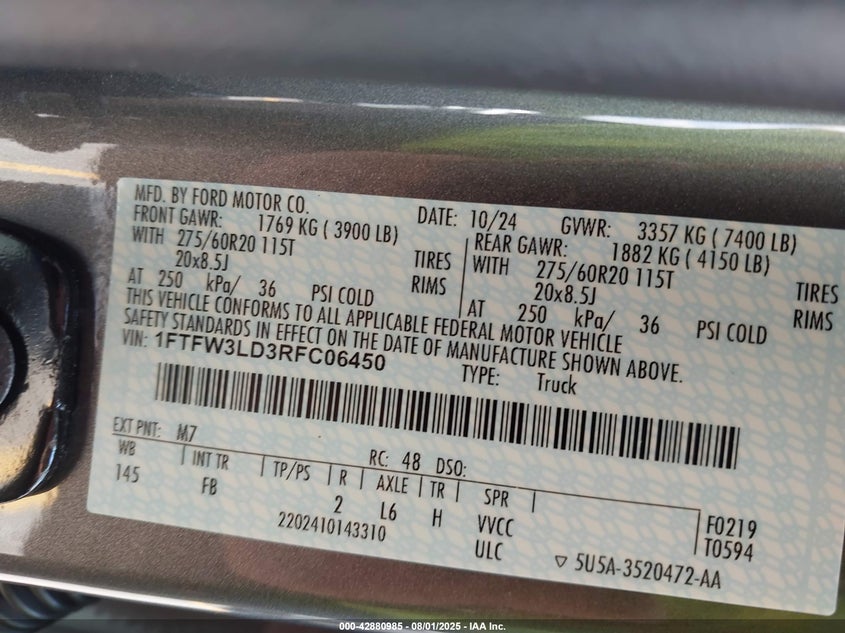 MFD. BY FORD MOTOR CO. DATE: 10/24 GVWR: 3357 KG ( 7400 LB)
FRONT GAWR: 1769 KG ( 3900 LB) REAR GAWR: 1882 KG ( 4150 LB)
WITH 275/60R20 115T TIRES WITH 275/60R20 115T TIRES
20x8.5J RIMS 20x8.5J RIMS
AT 250 kPa/ 36 PSI COLD AT 250 kPa/ 36 PSI COLD
THIS VEHICLE CONFORMS TO ALL APPLICABLE FEDERAL MOTOR VEHICLE
SAFETY STANDARDS IN EFFECT ON THE DATE OF MANUFACTURE SHOWN ABOVE.
VIN: 1FTFW3LD3RFC06450 TYPE: Truck
EXT PNT: M7 RC: 48 DSO:
WB INT TR TP/PS R AXLE TR SPR
145 FB 2 L6 H VVCC F0219
2202410143310 ULC T0594
▽ 5U5A-3520472-AA
000-42880985 - 08/01/2025 - IAA Inc.